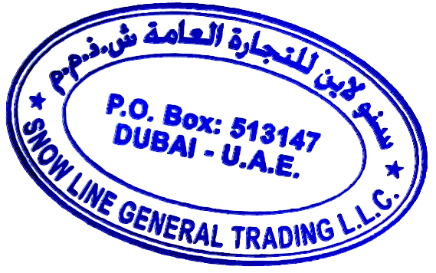 سنو لاين للتجارة العامة ش.ذ.م.م
P.O. Box: 513147
DUBAI - U.A.E.
SNOW LINE GENERAL TRADING L.L.C.